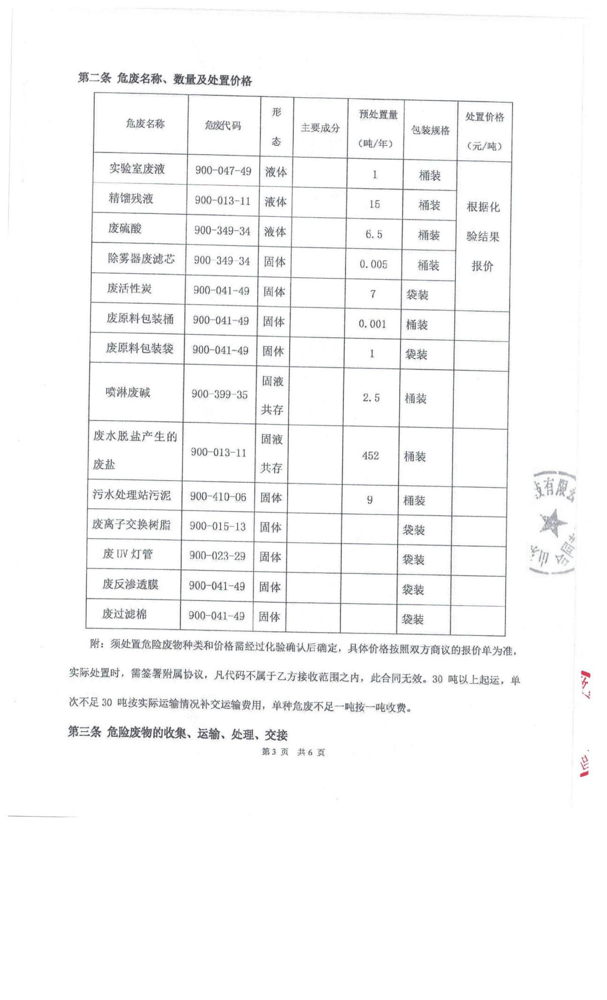 第二条 危废名称、数量及处置价格
危废名称 危废代码 形态 主要成分 预处置量（吨/年） 包装规格 处置价格（元/吨）
实验室废液 900-047-49 液体 1 桶装 根据化验结果报价
精馏残液 900-013-11 液体 15 桶装
废硫酸 900-349-34 液体 6.5 桶装
除雾器废滤芯 900-349-34 固体 0.005 桶装
废活性炭 900-041-49 固体 7 袋装
废原料包装桶 900-041-49 固体 0.001 桶装
废原料包装袋 900-041-49 固体 1 袋装
喷淋废碱 900-399-35 固液共存 2.5 桶装
废水脱盐产生的废盐 900-013-11 固液共存 452 桶装
污水处理站污泥 900-410-06 固体 9 桶装
废离子交换树脂 900-015-13 固体 袋装
废UV灯管 900-023-29 固体 袋装
废反渗透膜 900-041-49 固体 袋装
废过滤棉 900-041-49 固体 袋装
附：须处置危险废物种类和价格需经过化验确认后确定，具体价格按照双方商议的报价单为准，
实际处置时，需签署附属协议，凡代码不属于乙方接收范围之内，此合同无效。30 吨以上起运，单
次不足 30 吨按实际运输情况补交运输费用，单种危废不足一吨按一吨收费。
第三条 危险废物的收集、运输、处理、交接
第 3 页 共 6 页
有限
山
合同